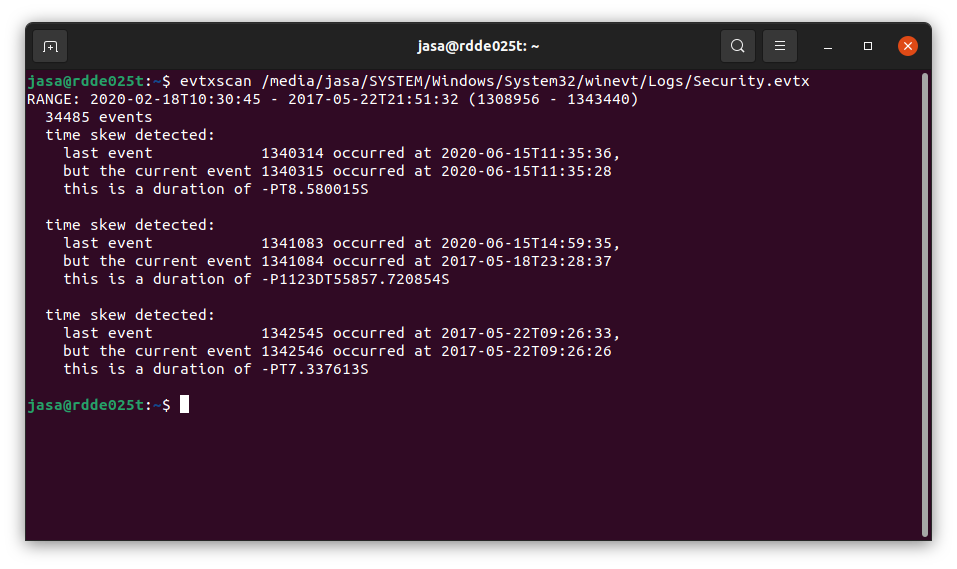 jasa@rdde025t: ~
jasa@rdde025t:~$ evtxscan /media/jasa/SYSTEM/Windows/System32/winevt/Logs/Security.evtx
RANGE: 2020-02-18T10:30:45 - 2017-05-22T21:51:32 (1308956 - 1343440)
  34485 events
  time skew detected:
    last event            1340314 occurred at 2020-06-15T11:35:36,
    but the current event 1340315 occurred at 2020-06-15T11:35:28
    this is a duration of -PT8.580015S

  time skew detected:
    last event            1341083 occurred at 2020-06-15T14:59:35,
    but the current event 1341084 occurred at 2017-05-18T23:28:37
    this is a duration of -P1123DT55857.720854S

  time skew detected:
    last event            1342545 occurred at 2017-05-22T09:26:33,
    but the current event 1342546 occurred at 2017-05-22T09:26:26
    this is a duration of -PT7.337613S

jasa@rdde025t:~$